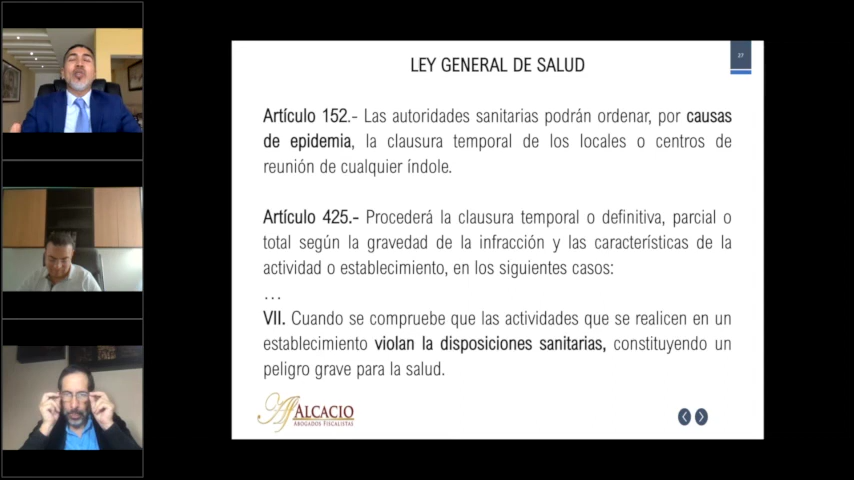 27
LEY GENERAL DE SALUD
Artículo 152.- Las autoridades sanitarias podrán ordenar, por causas
de epidemia, la clausura temporal de los locales o centros de
reunión de cualquier índole.
Artículo 425.- Procederá la clausura temporal o definitiva, parcial o
total según la gravedad de la infracción y las características de la
actividad o establecimiento, en los siguientes casos:
...
VII. Cuando se compruebe que las actividades que se realicen en un
establecimiento violan la disposiciones sanitarias, constituyendo un
peligro grave para la salud.
ALCACIO
ABOGADOS FISCALISTAS